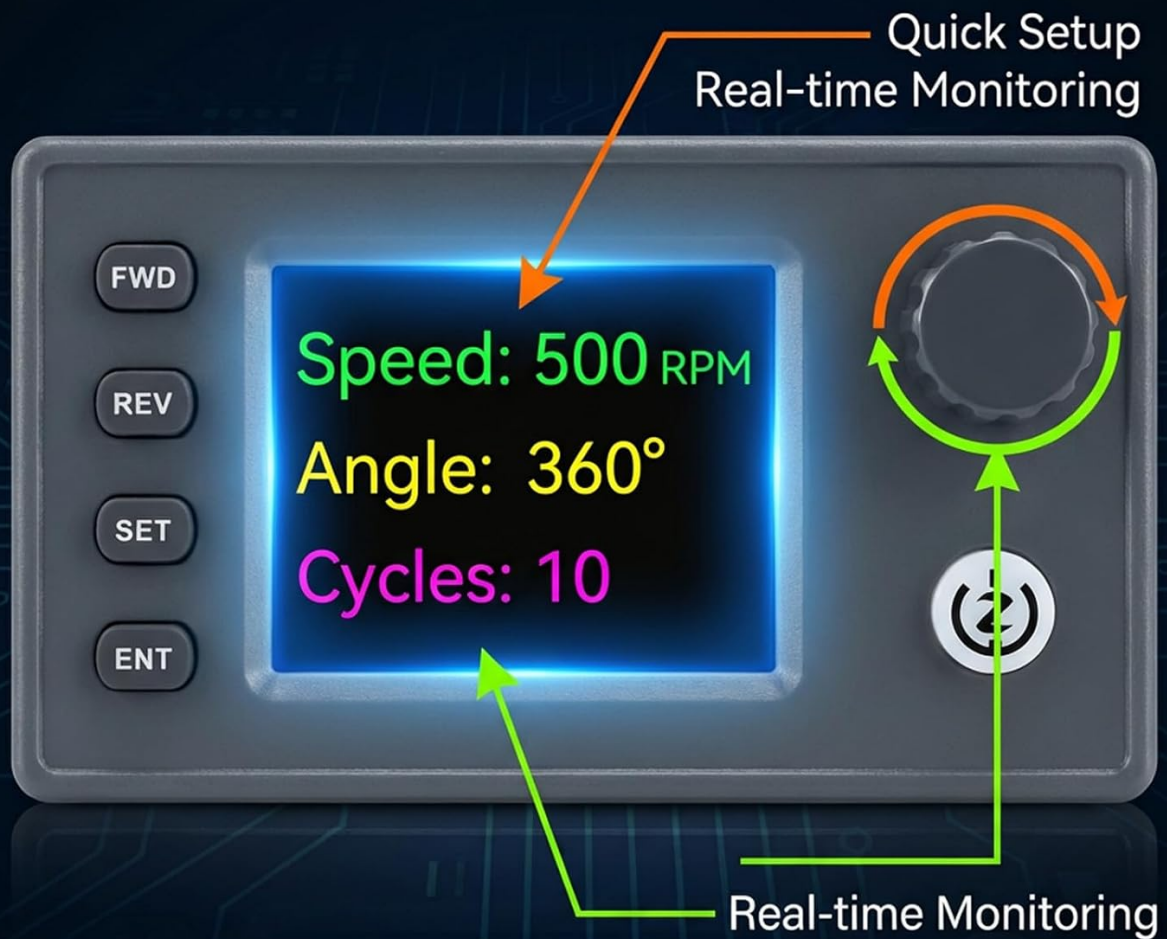 Quick Setup
Real-time Monitoring
FWD
REV
SET
ENT
Speed: 500 RPM
Angle: 360°
Cycles: 10
Real-time Monitoring